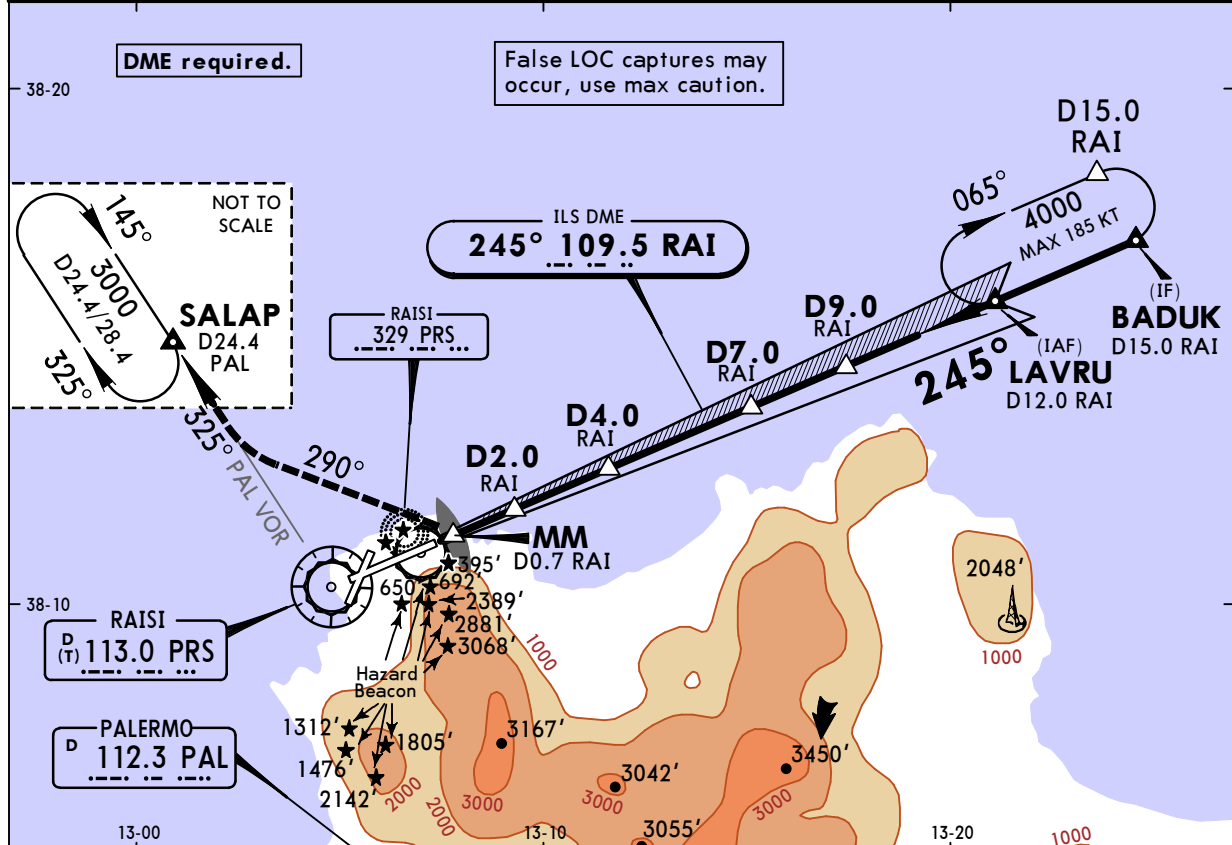 DME required.
False LOC captures may
occur, use max caution.
38-20
D15.0
RAI
065°
4000
MAX 185 KT
NOT TO
SCALE
145°
3000
D24.4/28.4
325°
SALAP
D24.4
PAL
ILS DME
245° 109.5 RAI
RAISI
329 PRS
(IF)
BADUK
D15.0 RAI
D9.0
RAI
(IAF)
LAVRU
D12.0 RAI
245°
D7.0
RAI
D4.0
RAI
D2.0
RAI
325° PAL VOR
290°
MM
D0.7 RAI
395'
692'
650'
2389'
2881'
3068'
1000
2048'
1000
38-10
RAISI
D
(T) 113.0 PRS
Hazard
Beacon
1312'
1805'
1476'
2142'
2000
2000
3167'
3000
3042'
3000
3450'
3000
3055'
PALERMO
D 112.3 PAL
13-00
13-10
13-20
1000